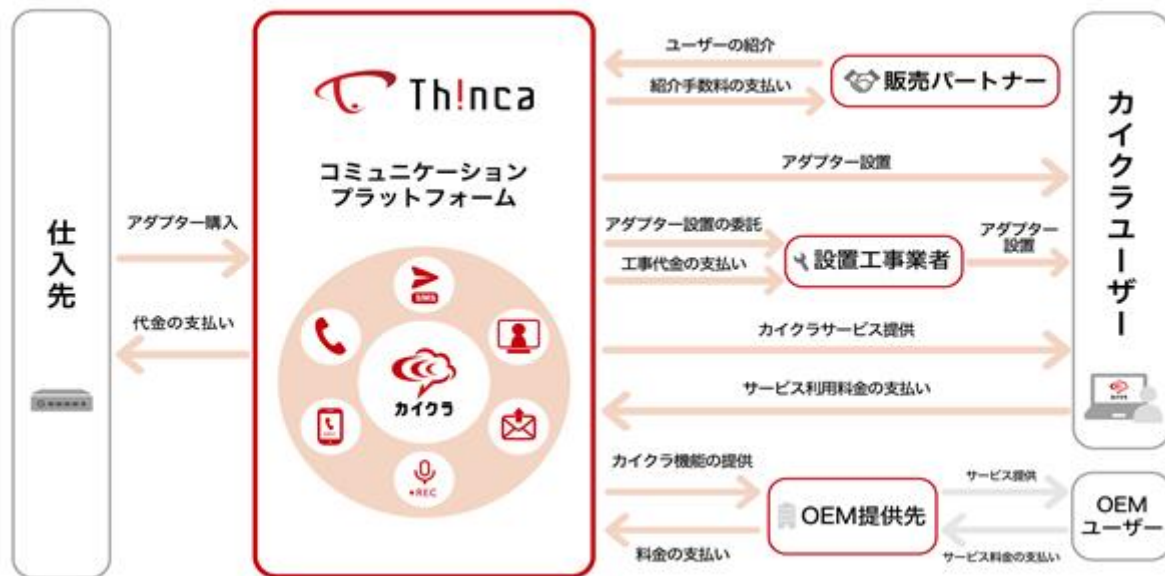 仕入先
アダプター購入
代金の支払い
Th!nca
コミュニケーション
プラットフォーム
SMS
カイクラ
REC
ユーザーの紹介
紹介手数料の支払い
販売パートナー
アダプター設置
アダプター設置の委託
工事代金の支払い
設置工事業者
アダプター
設置
カイクラサービス提供
サービス利用料金の支払い
カイクラユーザー
カイクラ機能の提供
料金の支払い
OEM提供先
サービス提供
サービス料金の支払い
OEM
ユーザー